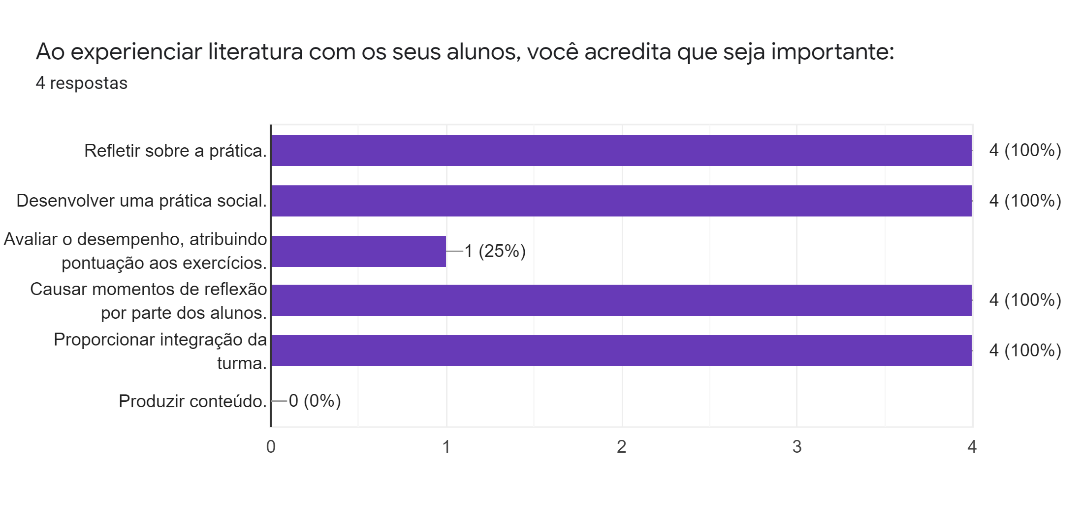 Ao experienciar literatura com os seus alunos, você acredita que seja importante:
4 respostas
Refletir sobre a prática.
4 (100%)
Desenvolver uma prática social.
4 (100%)
Avaliar o desempenho, atribuindo
pontuação aos exercícios.
1 (25%)
Causar momentos de reflexão
por parte dos alunos.
4 (100%)
Proporcionar integração da
turma.
4 (100%)
Produzir conteúdo.
0 (0%)
0 1 2 3 4